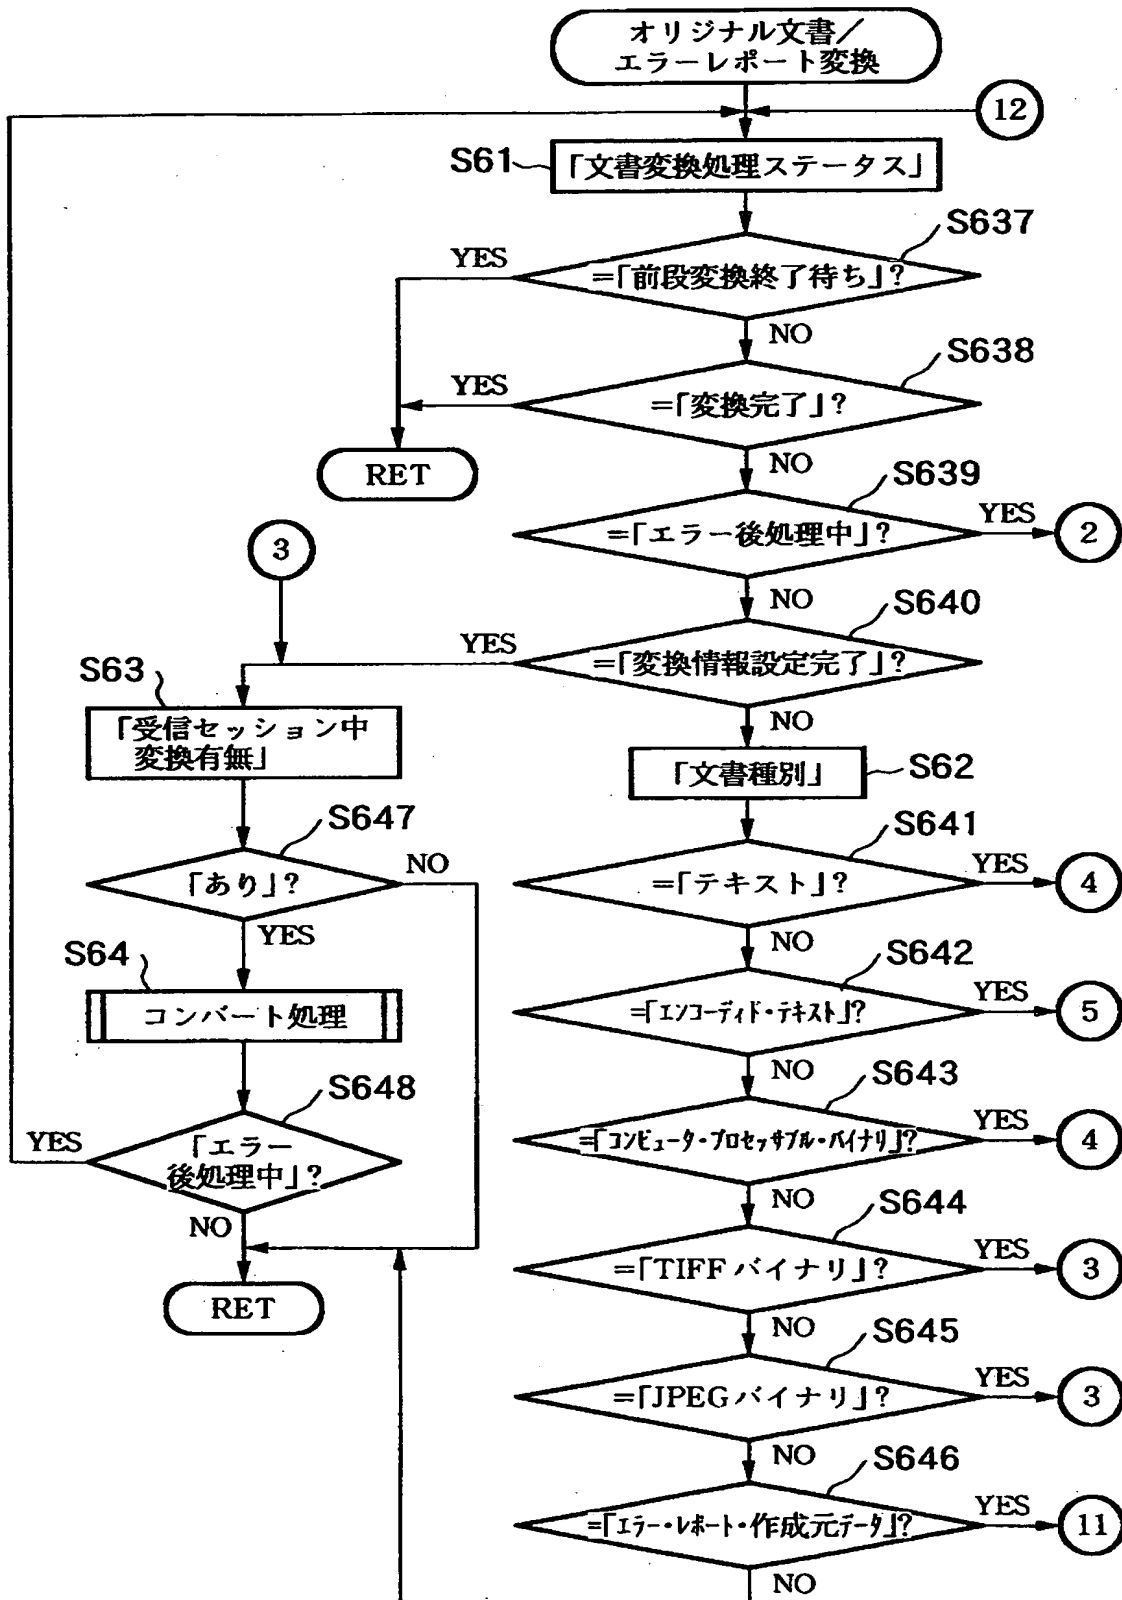 オリジナル文書／
エラーレポート変換
12
S61
「文書変換処理ステータス」
S637
=「前段変換終了待ち」?
YES
NO
S638
=「変換完了」?
YES
NO
RET
S639
=「エラー後処理中」?
YES
2
NO
3
S640
=「変換情報設定完了」?
YES
NO
S63
「受信セッション中
変換有無」
S62
「文書種別」
S647
「あり」?
NO
YES
S641
=「テキスト」?
YES
4
NO
S64
コンバート処理
S642
=「エンコーディド・テキスト」?
YES
5
NO
S648
「エラー
後処理中」?
YES
NO
RET
S643
=「コンピュータ・プロセッサブル・バイナリ」?
YES
4
NO
S644
=「TIFFバイナリ」?
YES
3
NO
S645
=「JPEGバイナリ」?
YES
3
NO
S646
=「エラー・レポート・作成元データ」?
YES
11
NO